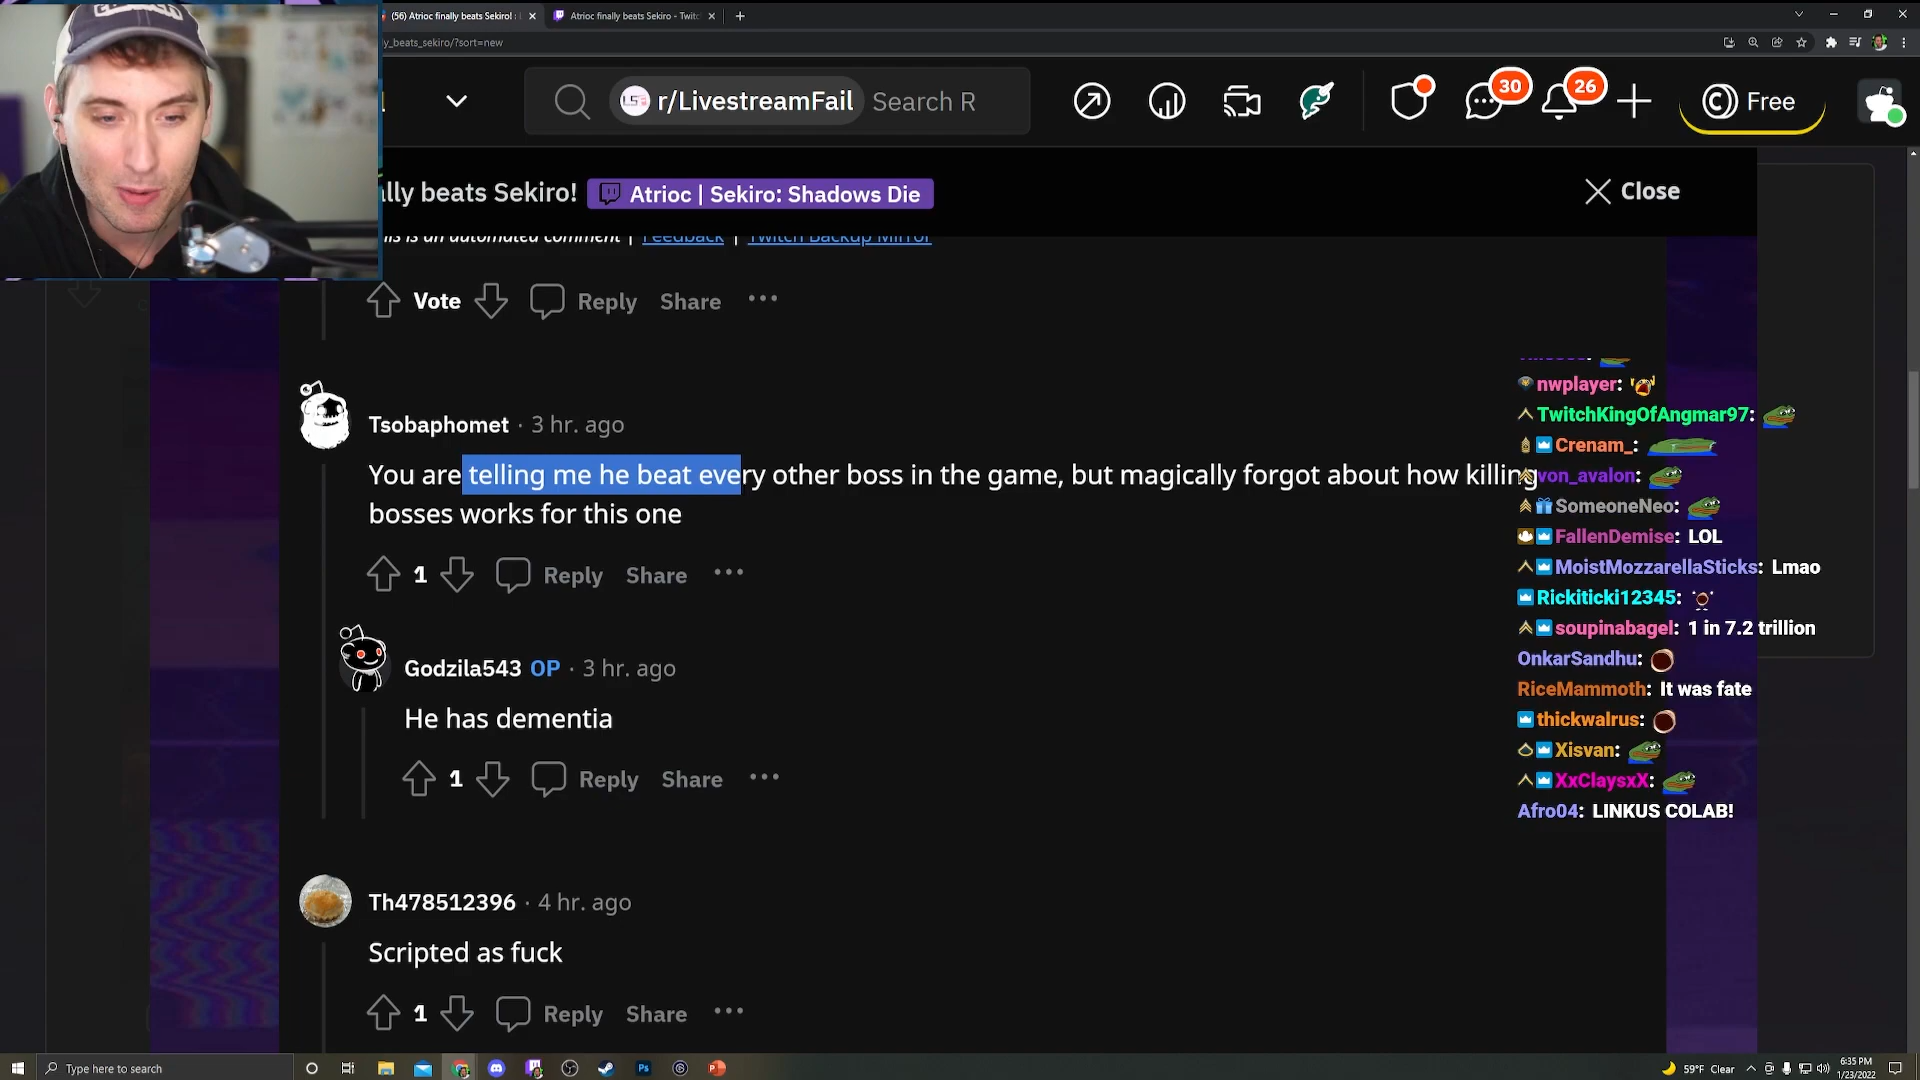 (56) Atrioc finally beats Sekiro! :
Atrioc finally beats Sekiro - Twitc
y_beats_sekiro/?sort=new
r/LivestreamFail
Search R
30
26
Free
lly beats Sekiro!
Atrioc | Sekiro: Shadows Die
Close
is is an automated comment | Feedback | Twitch Backup Mirror
Vote
Reply
Share
Tsobaphomet · 3 hr. ago
You are telling me he beat every other boss in the game, but magically forgot about how killing
bosses works for this one
1
Reply
Share
Godzila543 OP · 3 hr. ago
He has dementia
1
Reply
Share
Th478512396 · 4 hr. ago
Scripted as fuck
1
Reply
Share
nwplayer:
TwitchKingOfAngmar97:
Crenam_:
von_avalon:
SomeoneNeo:
FallenDemise: LOL
MoistMozzarellaSticks: Lmao
Rickiticki12345:
soupinabagel: 1 in 7.2 trillion
OnkarSandhu:
RiceMammoth: It was fate
thickwalrus:
Xisvan:
XxClaysxX:
Afro04: LINKUS COLAB!
Type here to search
59°F Clear
6:35 PM
1/23/2022